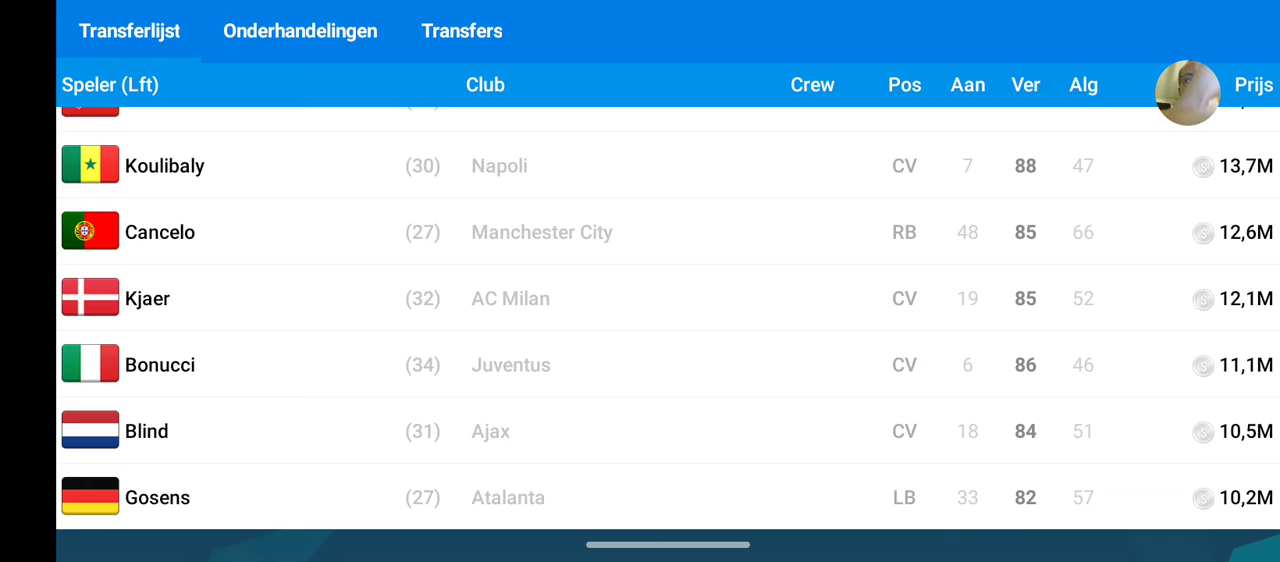 Transferlijst Onderhandelingen Transfers
Speler (Lft) Club Crew Pos Aan Ver Alg Prijs
Koulibaly (30) Napoli CV 7 88 47 13,7M
Cancelo (27) Manchester City RB 48 85 66 12,6M
Kjaer (32) AC Milan CV 19 85 52 12,1M
Bonucci (34) Juventus CV 6 86 46 11,1M
Blind (31) Ajax CV 18 84 51 10,5M
Gosens (27) Atalanta LB 33 82 57 10,2M